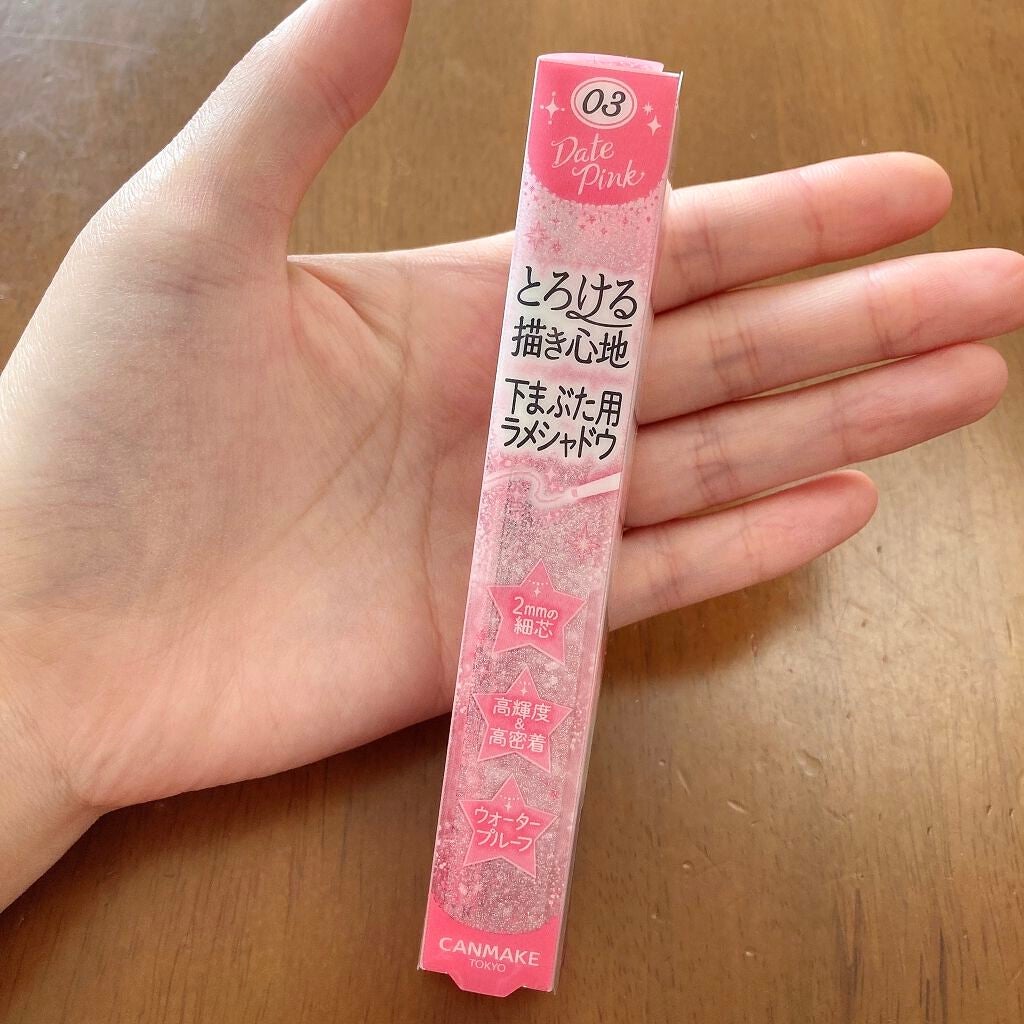 03
Date
Pink
とろける
描き心地
下まぶた用
ラメシャドウ
2mmの
細芯
高輝度
&
高密着
ウォーター
プルーフ
CANMAKE
TOKYO